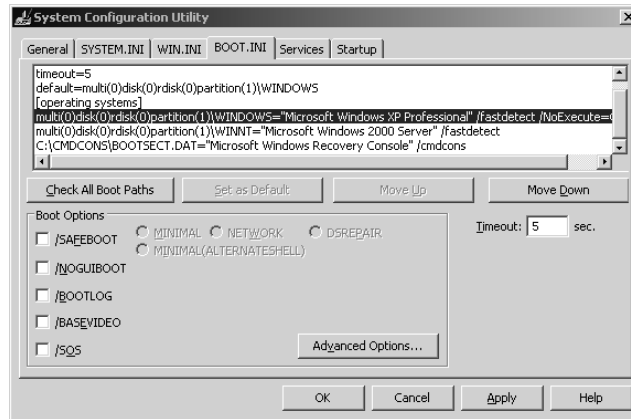 System Configuration Utility
General SYSTEM.INI WIN.INI BOOT.INI Services Startup
timeout=5
default=multi(0)disk(0)rdisk(0)partition(1)\WINDOWS
[operating systems]
multi(0)disk(0)rdisk(0)partition(1)\WINDOWS="Microsoft Windows XP Professional" /fastdetect /NoExecute=
multi(0)disk(0)rdisk(0)partition(1)\WINNT="Microsoft Windows 2000 Server" /fastdetect
C:\CMDCONS\BOOTSECT.DAT="Microsoft Windows Recovery Console" /cmdcons
Check All Boot Paths Set as Default Move Up Move Down
Boot Options
Timeout: 5 sec.
/SAFEBOOT MINIMAL NETWORK DSREPAIR
MINIMAL(ALTERNATESHELL)
/NOGUIBOOT
/BOOTLOG
/BASEVIDEO
/SOS
Advanced Options...
OK Cancel Apply Help